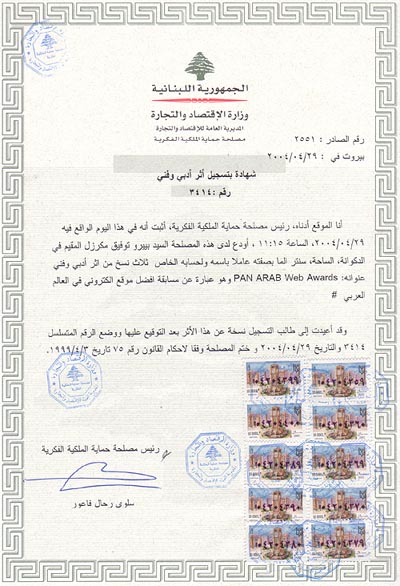 الجمهورية اللبنانية
وزارة الإقتصاد والتجارة
المديرية العامة للإقتصاد والتجارة
مصلحة حماية الملكية الفكرية
رقم الصادر : ٢٥٥١
بيروت في : ٢٠٠٤/٠٤/٢٩
شهادة بتسجيل أثر أدبي وفني
رقم : ٣٤١٤
أنا الموقع أدناه، رئيس مصلحة حماية الملكية الفكرية، أثبت أنه في هذا اليوم الواقع فيه
٢٠٠٤/٠٤/٢٩، الساعة ١١:١٥ ، أودع لدى هذه المصلحة السيد بييرو توفيق مكرزل المقيم في
الدكوانة، الساحة، سنتر الما بصفته عاملا باسمه ولحسابه الخاص ثلاث نسخ من اثر أدبي وفني
عنوانه: PAN ARAB Web Awards وهو عبارة عن مسابقة افضل موقع الكتروني في العالم
العربي #
وقد أعيدت إلى طالب التسجيل نسخة عن هذا الأثر بعد التوقيع عليها ووضع الرقم المتسلسل
٣٤١٤ والتاريخ ٢٠٠٤/٠٤/٢٩ و ختم المصلحة وفقا لاحكام القانون رقم ٧٥ تاريخ ١٩٩٩/٤/٣.
رئيس مصلحة حماية الملكية الفكرية
سلوى رحال فاعور